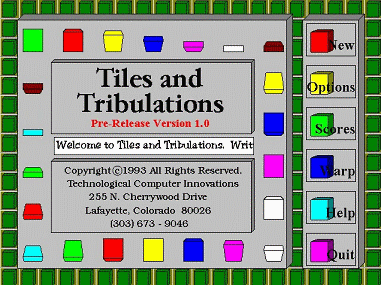 Tiles and
Tribulations
Pre-Release Version 1.0
Welcome to Tiles and Tribulations. Writ
Copyright ©1993 All Rights Reserved.
Technological Computer Innovations
255 N. Cherrywood Drive
Lafayette, Colorado 80026
(303) 673 - 9046
New
Options
Scores
Warp
Help
Quit